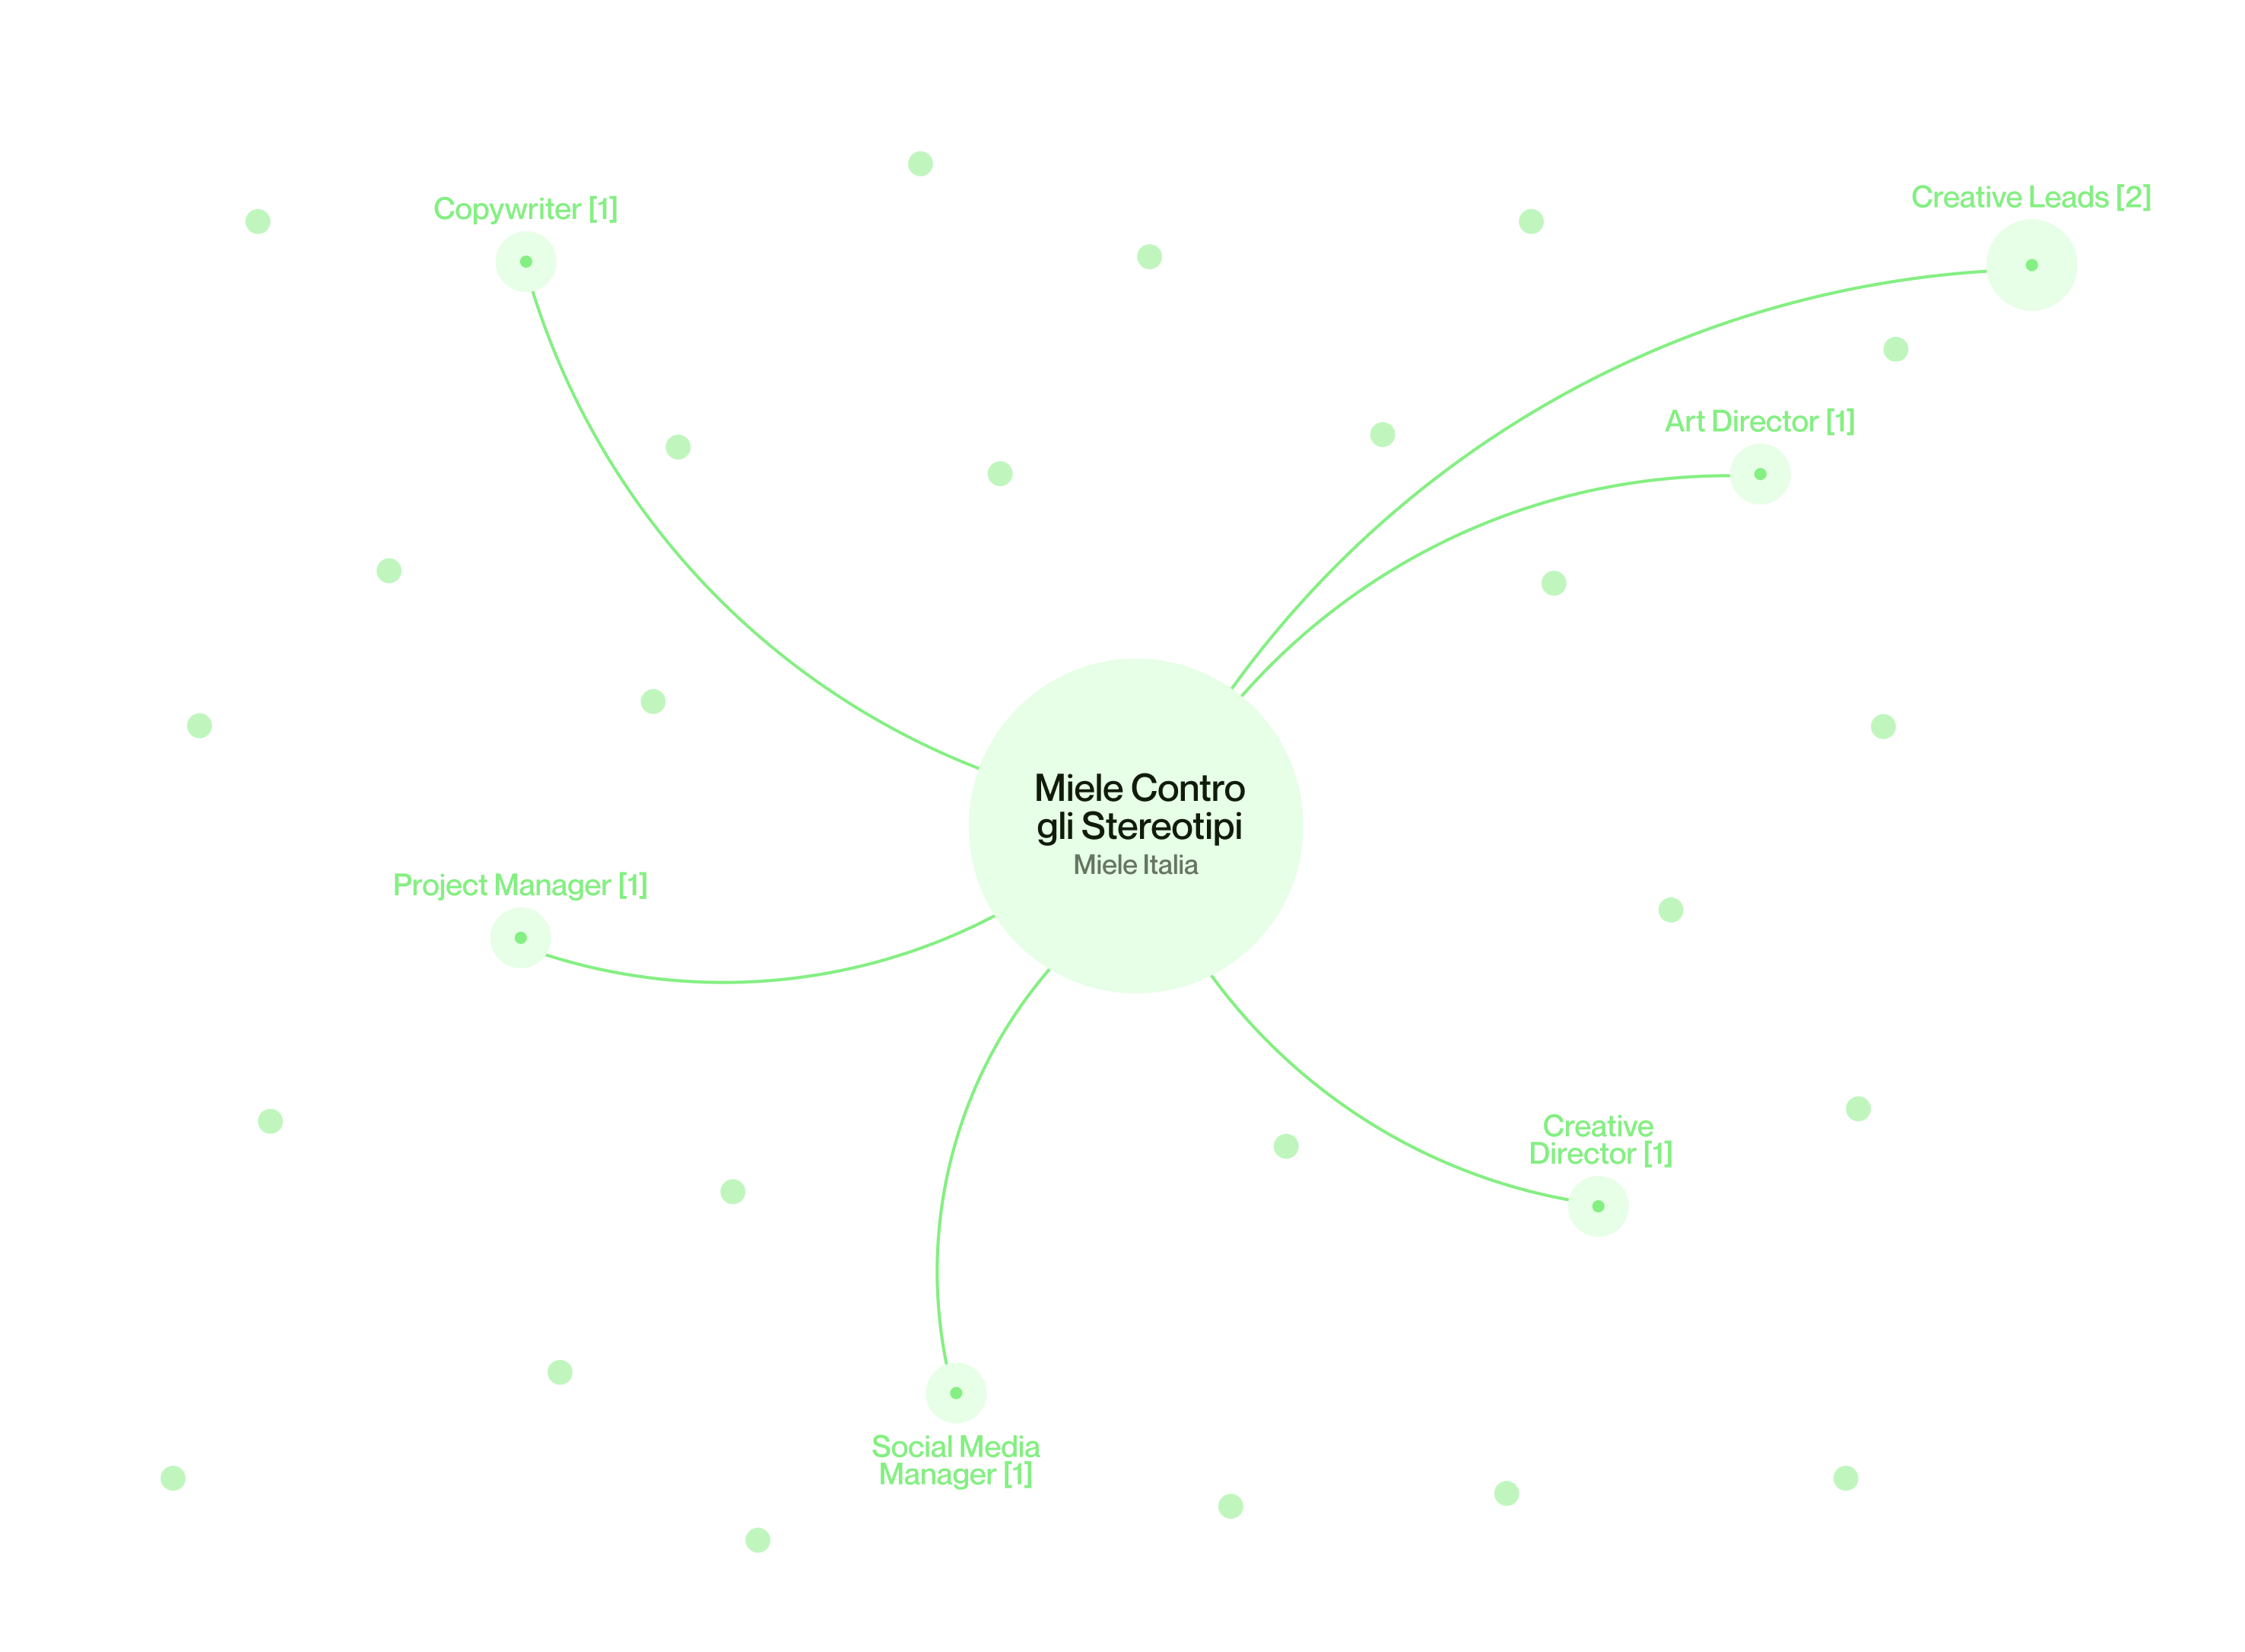 Copywriter [1]
Creative Leads [2]
Art Director [1]
Miele Contro
gli Stereotipi
Miele Italia
Project Manager [1]
Creative
Director [1]
Social Media
Manager [1]